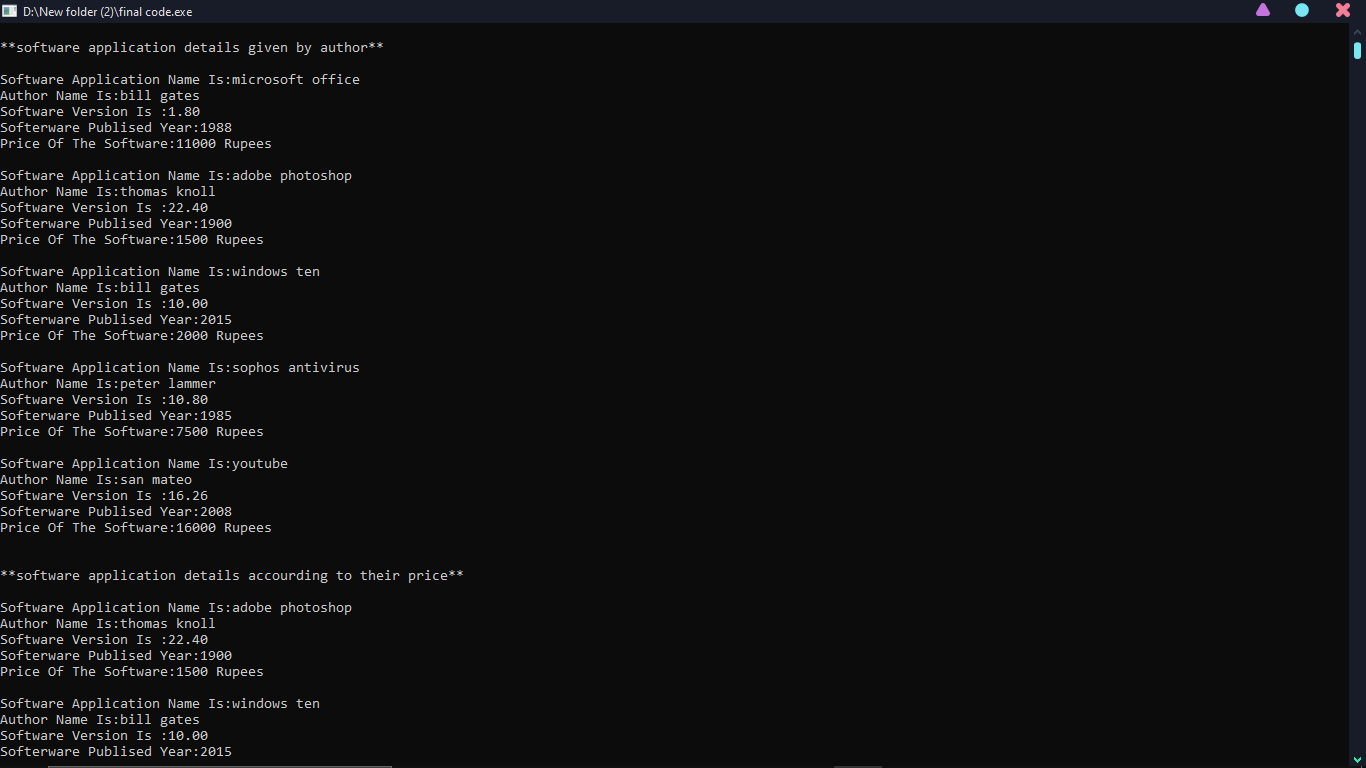 D:\New folder (2)\final code.exe
**software application details given by author**
Software Application Name Is:microsoft office
Author Name Is:bill gates
Software Version Is :1.80
Softerware Publised Year:1988
Price Of The Software:11000 Rupees
Software Application Name Is:adobe photoshop
Author Name Is:thomas knoll
Software Version Is :22.40
Softerware Publised Year:1900
Price Of The Software:1500 Rupees
Software Application Name Is:windows ten
Author Name Is:bill gates
Software Version Is :10.00
Softerware Publised Year:2015
Price Of The Software:2000 Rupees
Software Application Name Is:sophos antivirus
Author Name Is:peter lammer
Software Version Is :10.80
Softerware Publised Year:1985
Price Of The Software:7500 Rupees
Software Application Name Is:youtube
Author Name Is:san mateo
Software Version Is :16.26
Softerware Publised Year:2008
Price Of The Software:16000 Rupees
**software application details accourding to their price**
Software Application Name Is:adobe photoshop
Author Name Is:thomas knoll
Software Version Is :22.40
Softerware Publised Year:1900
Price Of The Software:1500 Rupees
Software Application Name Is:windows ten
Author Name Is:bill gates
Software Version Is :10.00
Softerware Publised Year:2015